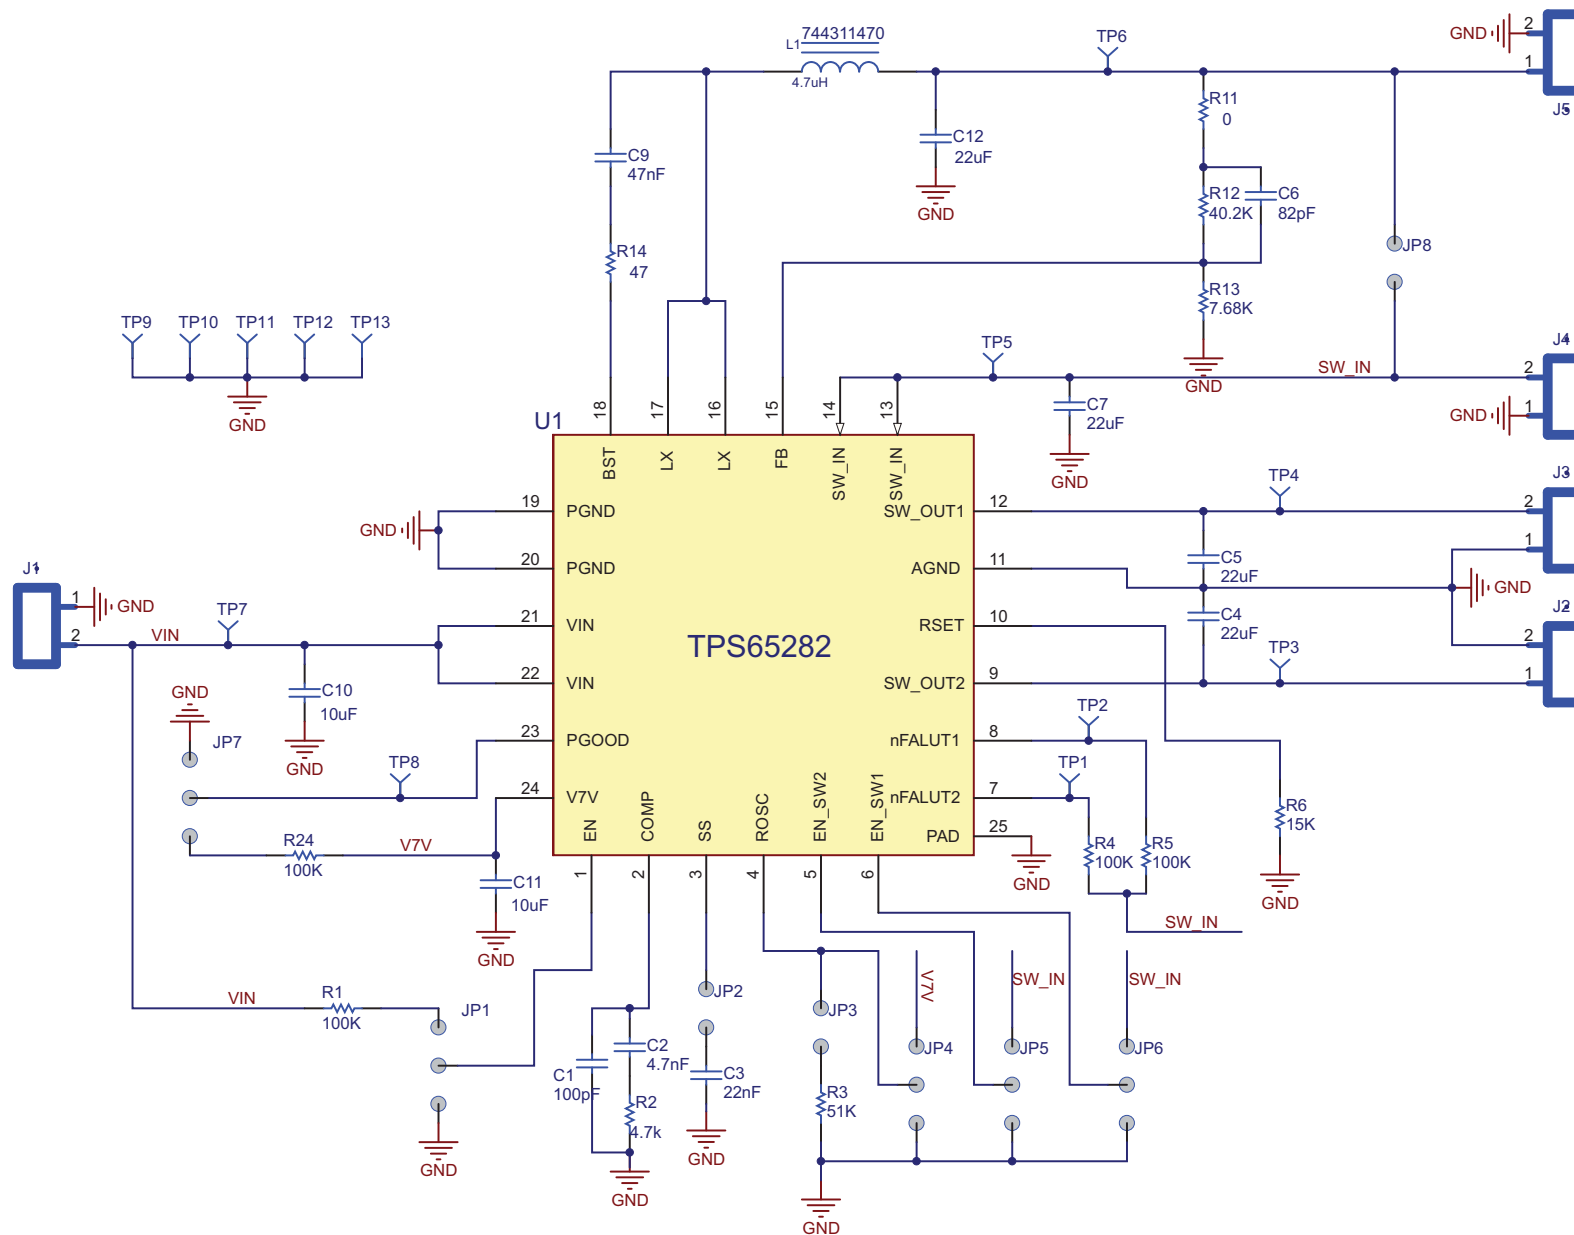 744311470
L1
4.7uH
TP6
GND
2
1
J5
R11
0
C12
22uF
GND
C9
47nF
R12
40.2K
C6
82pF
R14
47
JP8
R13
7.68K
GND
TP9 TP10 TP11 TP12 TP13
GND
TP5
SW_IN
J4
2
GND
1
C7
22uF
GND
U1
18 17 16 15 14 13
BST LX LX FB SW_IN SW_IN
TPS65282
19 PGND
20 PGND
GND
21 VIN
22 VIN
23 PGOOD
24 V7V
SW_OUT1 12
AGND 11
RSET 10
SW_OUT2 9
nFALUT1 8
nFALUT2 7
PAD 25
GND
EN COMP SS ROSC EN_SW2 EN_SW1
1 2 3 4 5 6
TP4
J3
2
1
C5
22uF
GND
C4
22uF
J2
2
TP3
1
TP2
TP1
R4
100K
R5
100K
SW_IN
R6
15K
GND
J1
1
GND
2
VIN
TP7
C10
10uF
GND
GND
JP7
TP8
R24
100K
V7V
C11
10uF
GND
VIN
R1
100K
JP1
GND
C1
100pF
C2
4.7nF
R2
4.7k
GND
JP2
C3
22nF
GND
JP3
R3
51K
GND
V7V
JP4
SW_IN
JP5
SW_IN
JP6